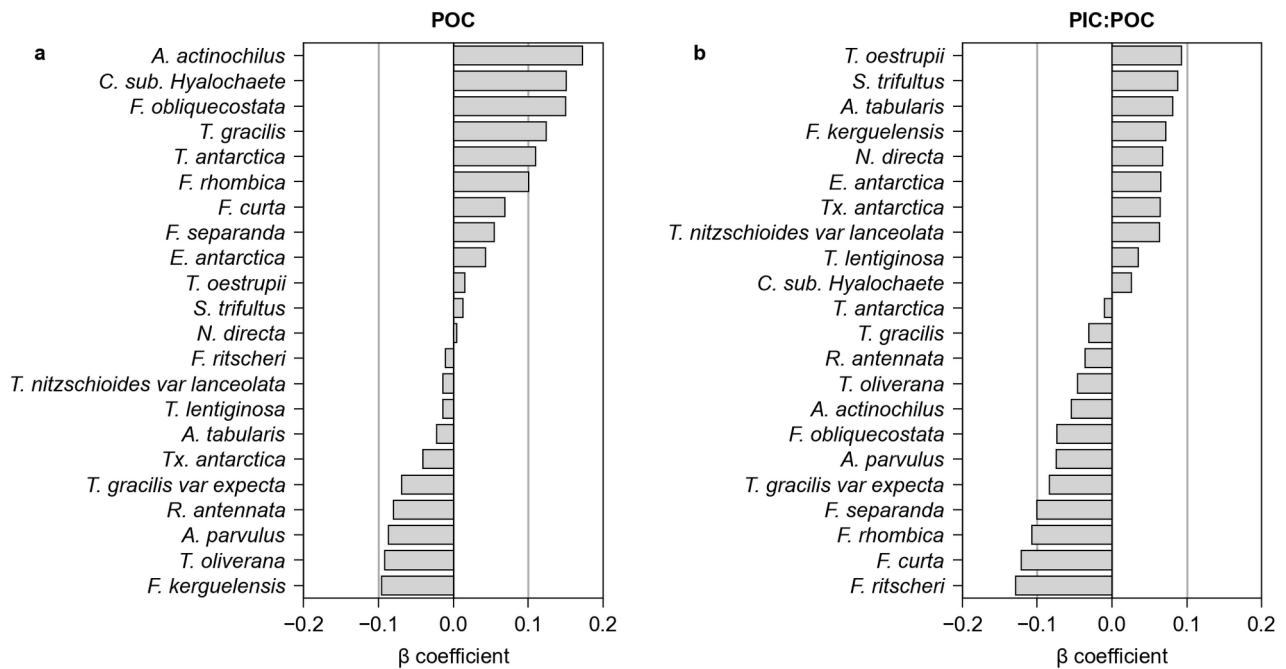 POC
a
A. actinochilus
C. sub. Hyalochaete
F. obliquecostata
T. gracilis
T. antarctica
F. rhombica
F. curta
F. separanda
E. antarctica
T. oestrupii
S. trifultus
N. directa
F. ritscheri
T. nitzschioides var lanceolata
T. lentiginosa
A. tabularis
Tx. antarctica
T. gracilis var expecta
R. antennata
A. parvulus
T. oliverana
F. kerguelensis
−0.2 −0.1 0.0 0.1 0.2
β coefficient
PIC:POC
b
T. oestrupii
S. trifultus
A. tabularis
F. kerguelensis
N. directa
E. antarctica
Tx. antarctica
T. nitzschioides var lanceolata
T. lentiginosa
C. sub. Hyalochaete
T. antarctica
T. gracilis
R. antennata
T. oliverana
A. actinochilus
F. obliquecostata
A. parvulus
T. gracilis var expecta
F. separanda
F. rhombica
F. curta
F. ritscheri
−0.2 −0.1 0.0 0.1 0.2
β coefficient